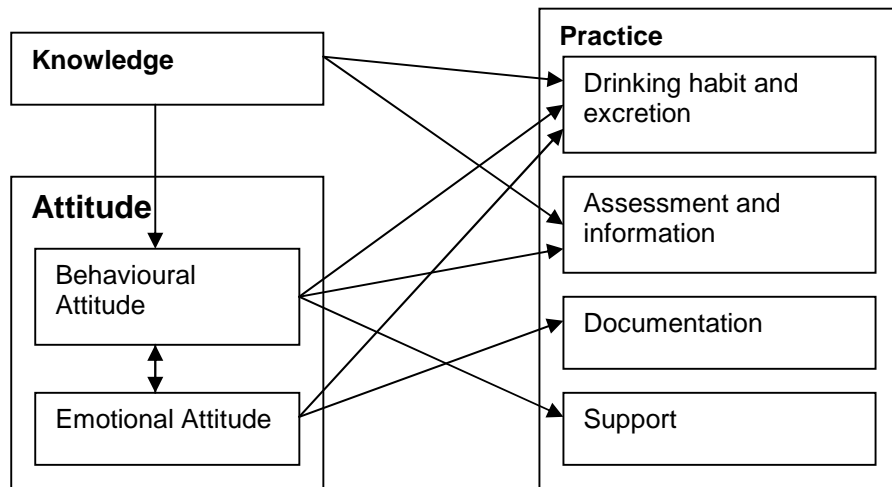 Knowledge
Attitude
Behavioural
Attitude
Emotional Attitude
Practice
Drinking habit and
excretion
Assessment and
information
Documentation
Support